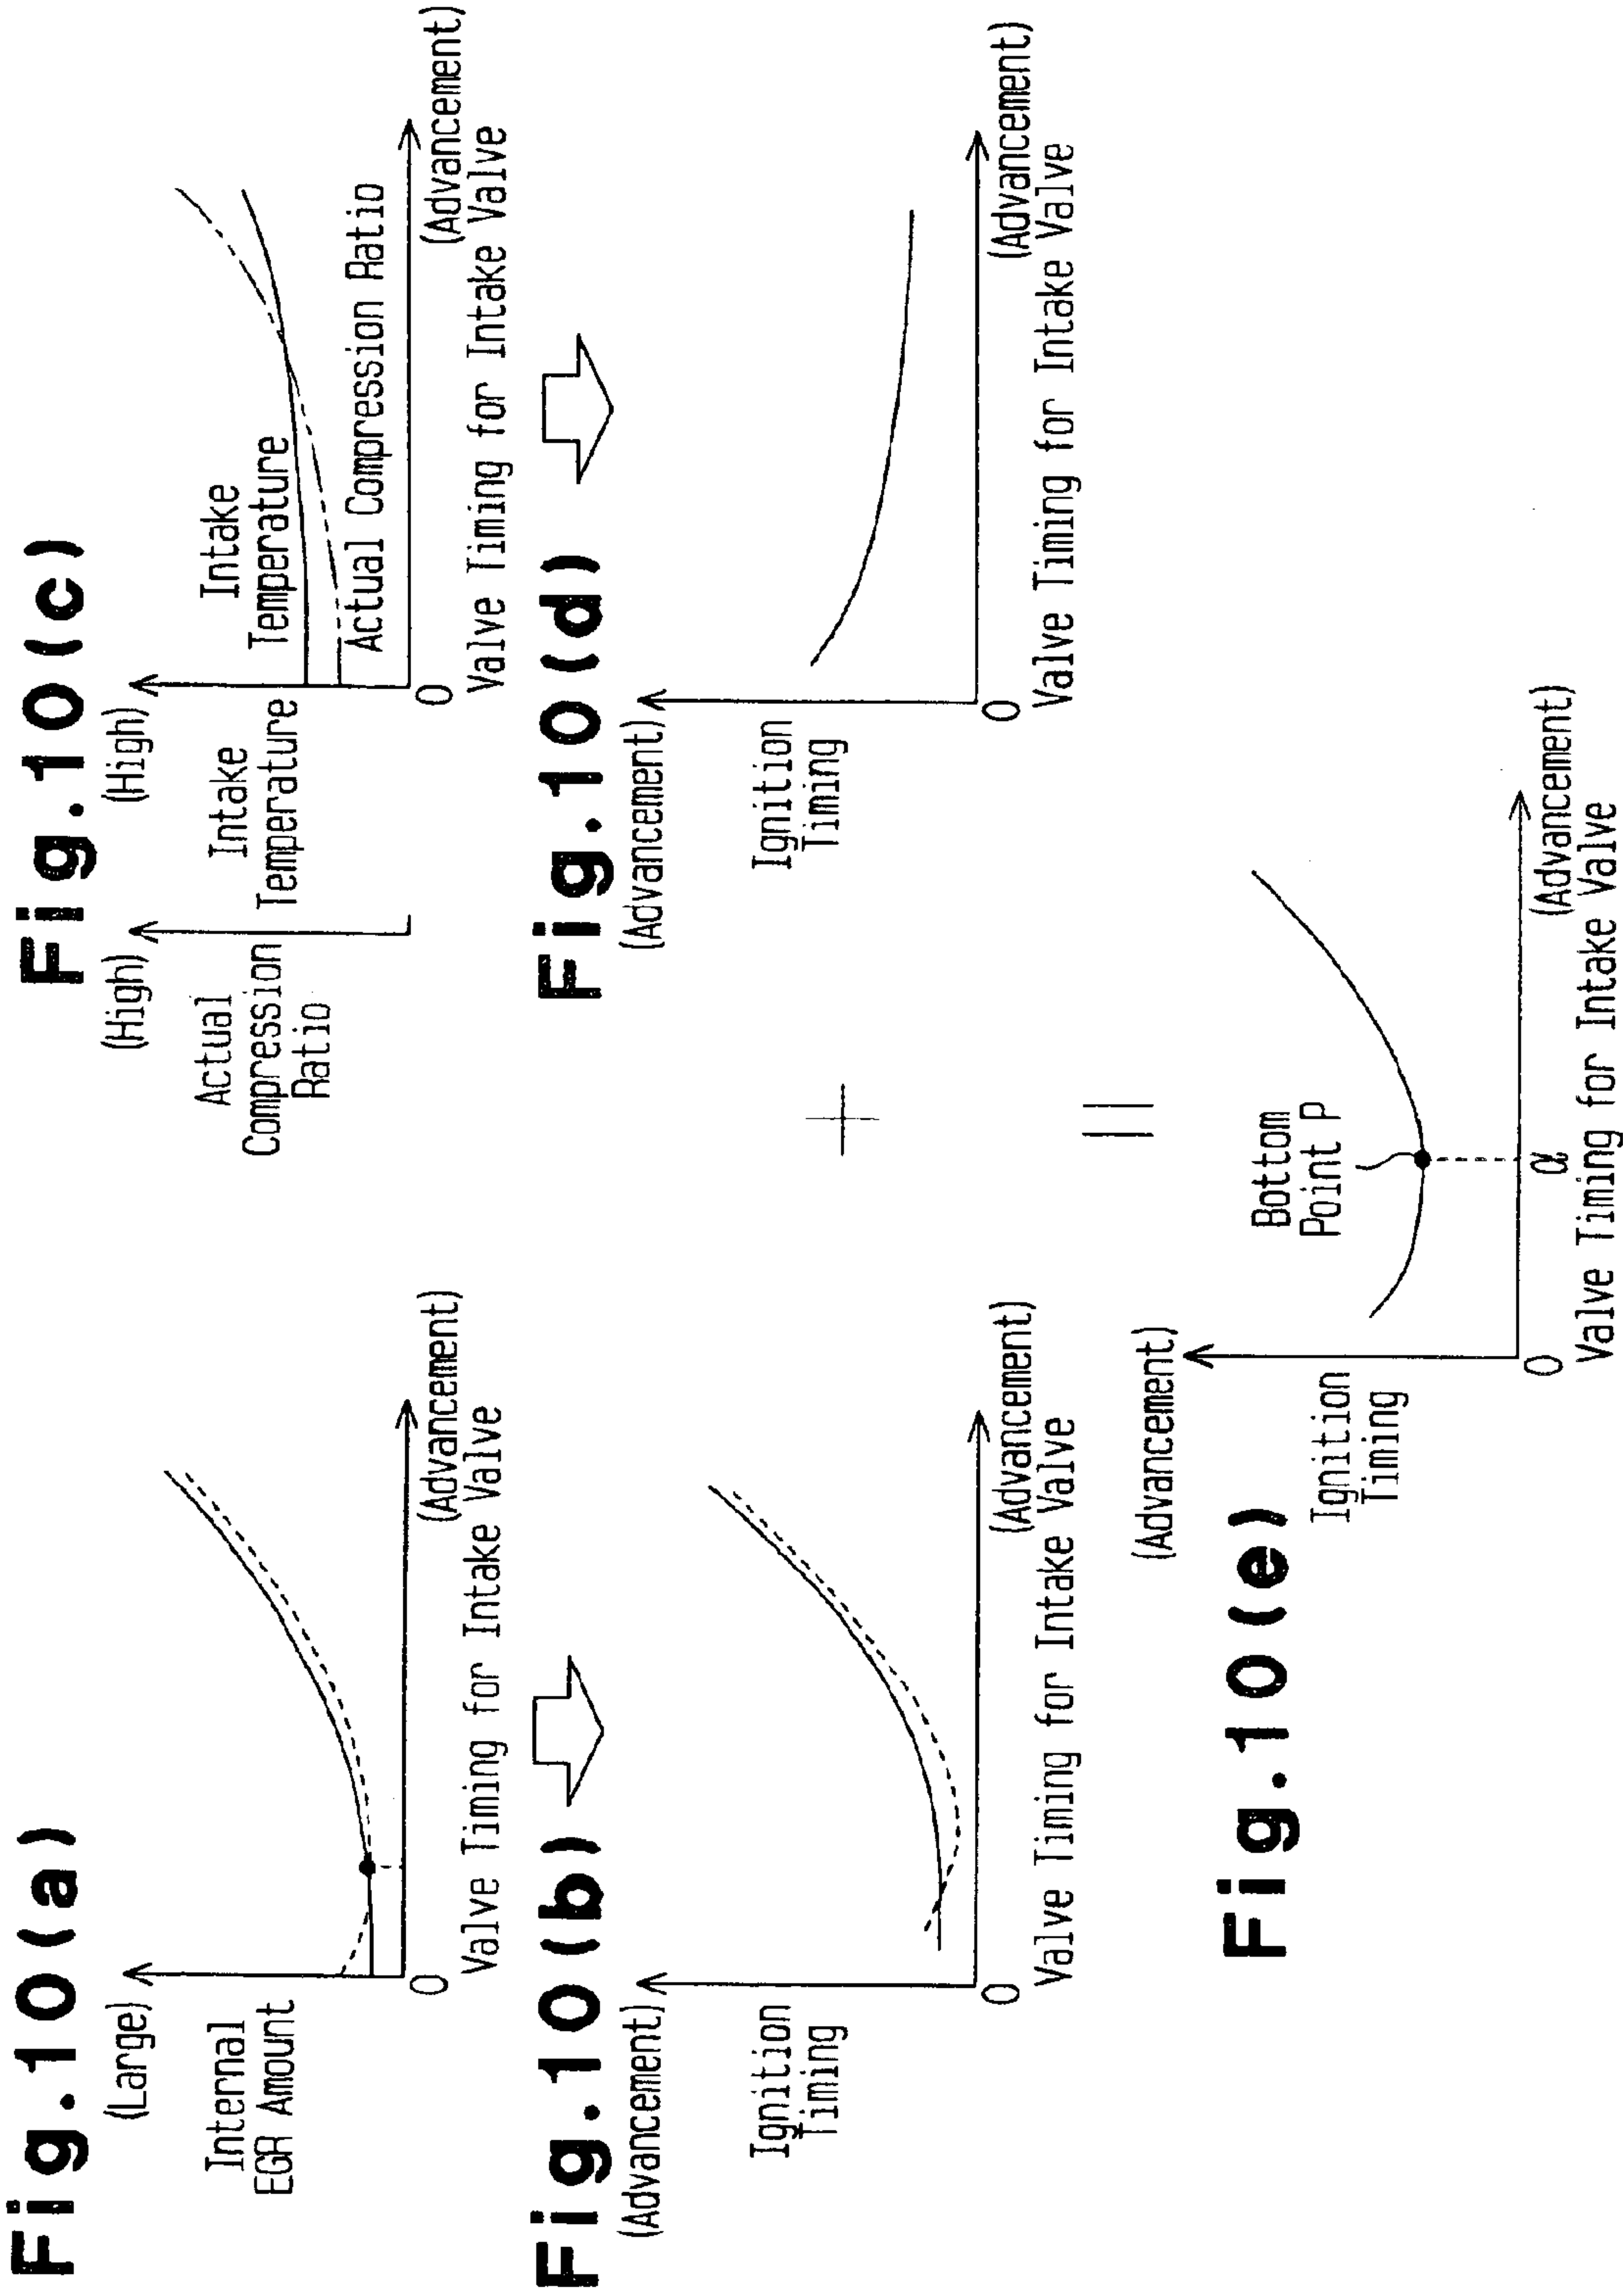 Fig.10(a)
(Large)
Internal
EGR Amount
0
(Advancement)
Valve Timing for Intake Valve
Fig.10(b)
(Advancement)
Ignition
Timing
0
(Advancement)
Valve Timing for Intake Valve
Fig.10(c)
(High)
Actual
Compression
Ratio
(High)
Intake
Temperature
Intake
Temperature
Actual Compression Ratio
0
(Advancement)
Valve Timing for Intake Valve
Fig.10(d)
(Advancement)
Ignition
Timing
0
(Advancement)
Valve Timing for Intake Valve
+
=
Fig.10(e)
(Advancement)
Ignition
Timing
Bottom
Point P
0
α
(Advancement)
Valve Timing for Intake Valve